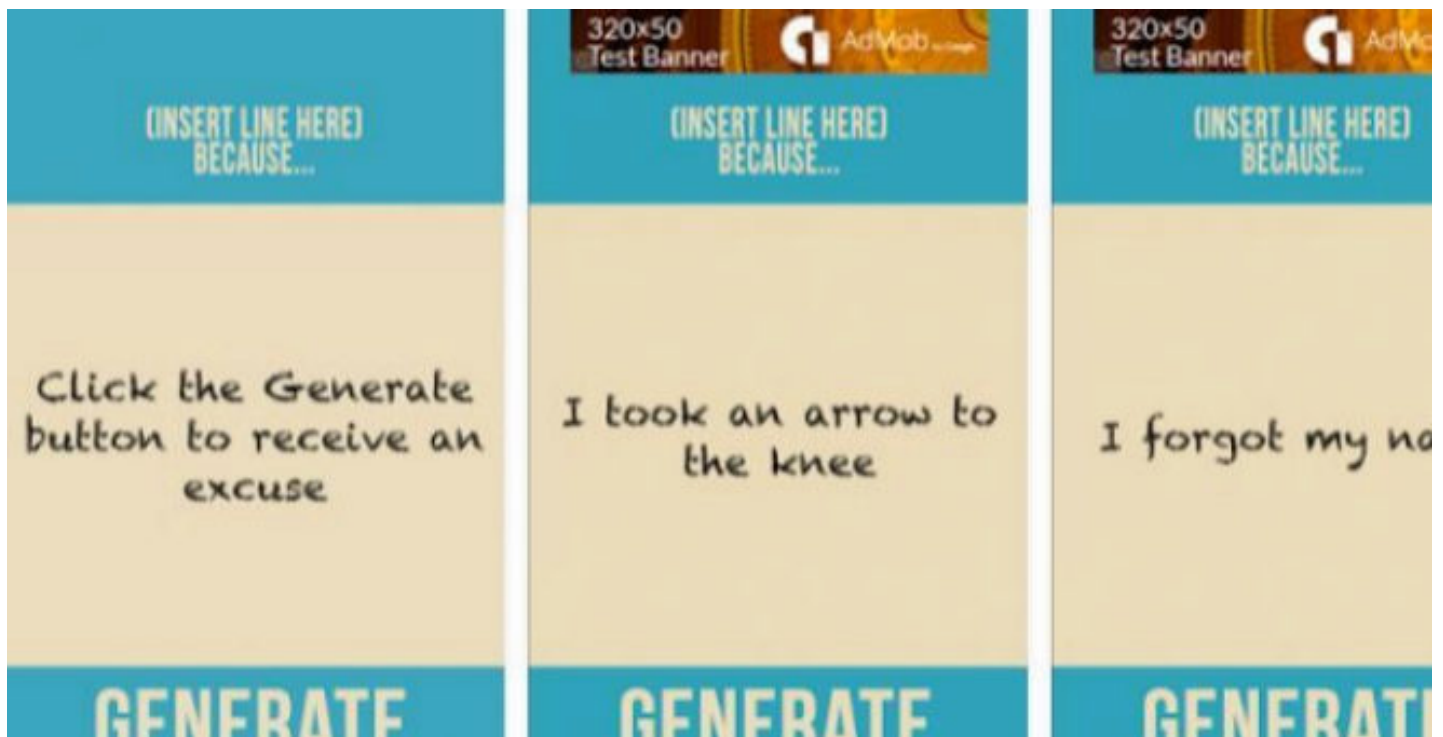 (INSERT LINE HERE)
BECAUSE...
Click the Generate
button to receive an
excuse
GENERATE
320x50
Test Banner
AdMob
(INSERT LINE HERE)
BECAUSE...
I took an arrow to
the knee
GENERATE
320x50
Test Banner
(INSERT LINE HERE)
BECAUSE...
I forgot my
GENERATE